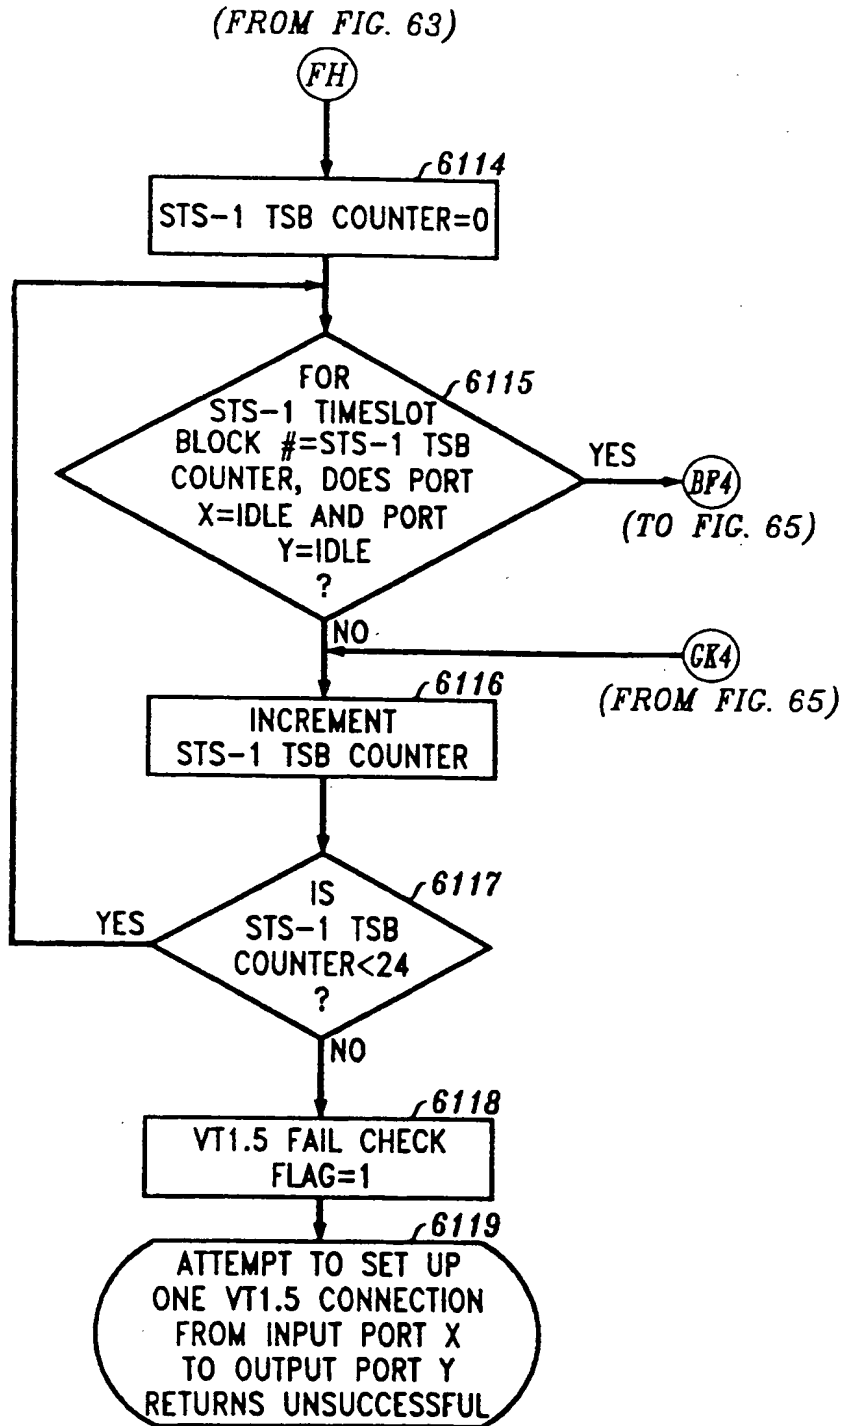 (FROM FIG. 63)
FH
6114
STS-1 TSB COUNTER=0
6115
FOR
STS-1 TIMESLOT
BLOCK #=STS-1 TSB
COUNTER, DOES PORT
X=IDLE AND PORT
Y=IDLE
?
YES
BF4
(TO FIG. 65)
NO
GK4
(FROM FIG. 65)
6116
INCREMENT
STS-1 TSB COUNTER
6117
IS
STS-1 TSB
COUNTER<24
?
YES
NO
6118
VT1.5 FAIL CHECK
FLAG=1
6119
ATTEMPT TO SET UP
ONE VT1.5 CONNECTION
FROM INPUT PORT X
TO OUTPUT PORT Y
RETURNS UNSUCCESSFUL